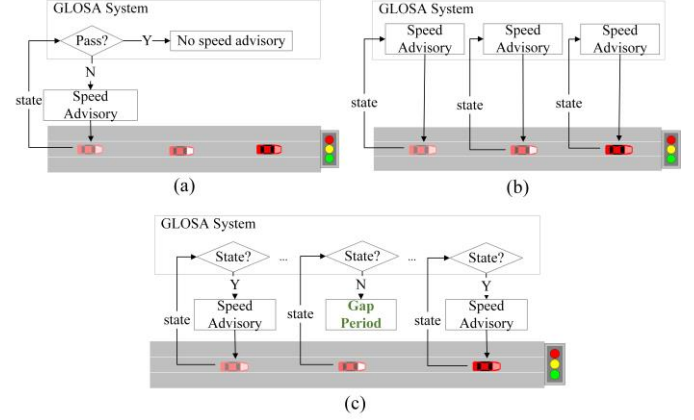 GLOSA System
Pass?
Y
No speed advisory
N
state
Speed
Advisory
(a)
GLOSA System
Speed
Advisory
Speed
Advisory
Speed
Advisory
state
state
state
(b)
GLOSA System
State?
...
State?
...
State?
Y
N
Y
Speed
Advisory
Gap
Period
Speed
Advisory
state
state
state
(c)